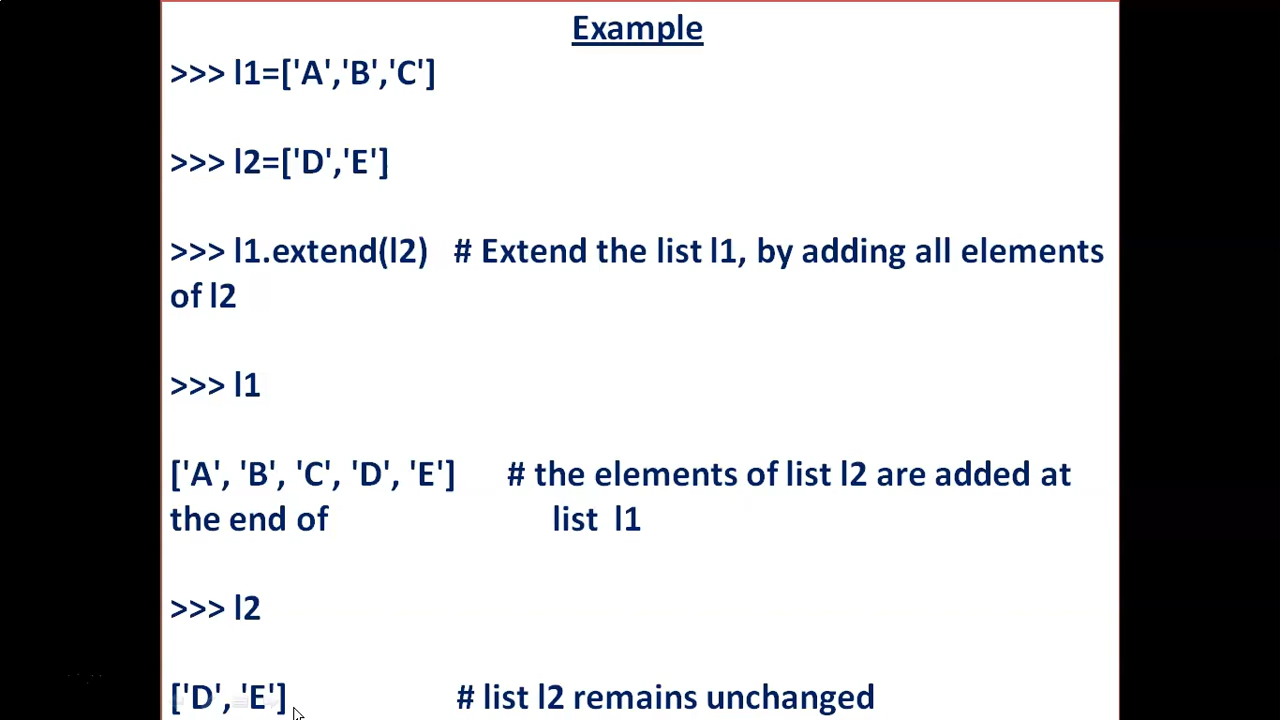 Example
>>> l1=['A','B','C']
>>> l2=['D','E']
>>> l1.extend(l2)   # Extend the list l1, by adding all elements
of l2
>>> l1
['A', 'B', 'C', 'D', 'E']      # the elements of list l2 are added at
the end of                         list  l1
>>> l2
['D', 'E']                    # list l2 remains unchanged